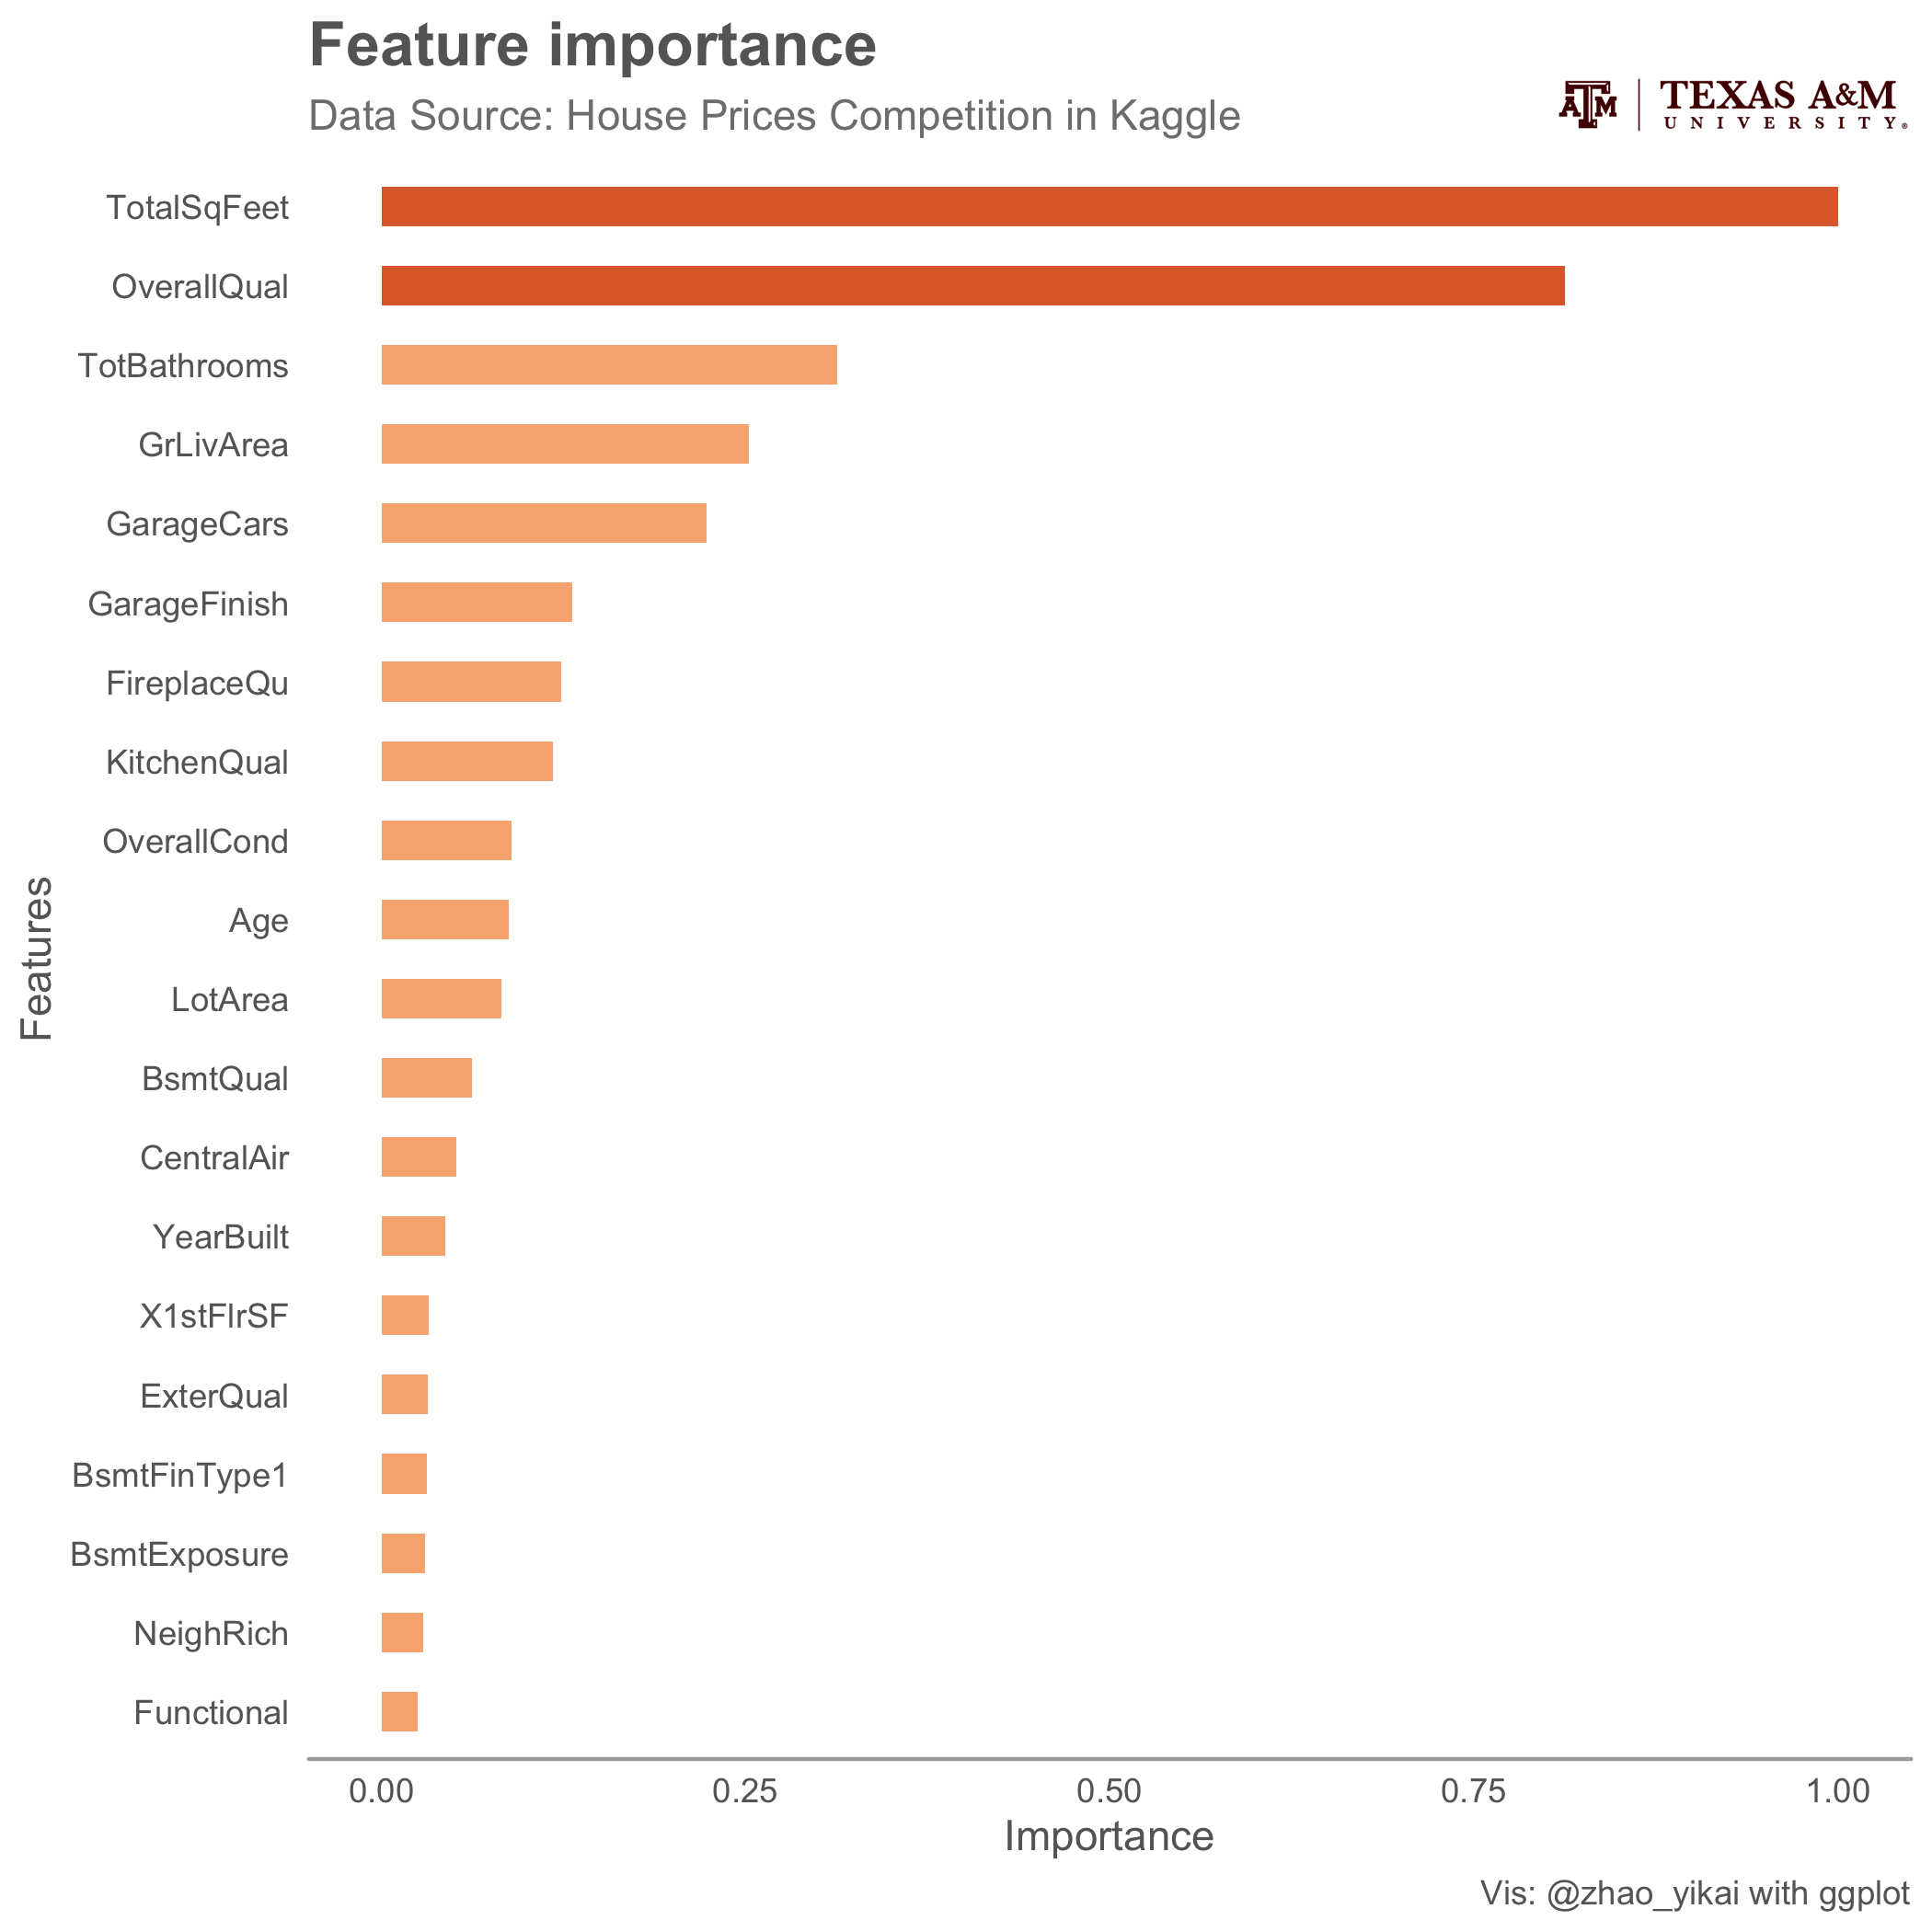 Feature importance
Data Source: House Prices Competition in Kaggle
ATM
TEXAS A&M
UNIVERSITY®
TotalSqFeet
OverallQual
TotBathrooms
GrLivArea
GarageCars
GarageFinish
FireplaceQu
KitchenQual
OverallCond
Age
LotArea
BsmtQual
CentralAir
YearBuilt
X1stFlrSF
ExterQual
BsmtFinType1
BsmtExposure
NeighRich
Functional
Features
0.00 0.25 0.50 0.75 1.00
Importance
Vis: @zhao_yikai with ggplot